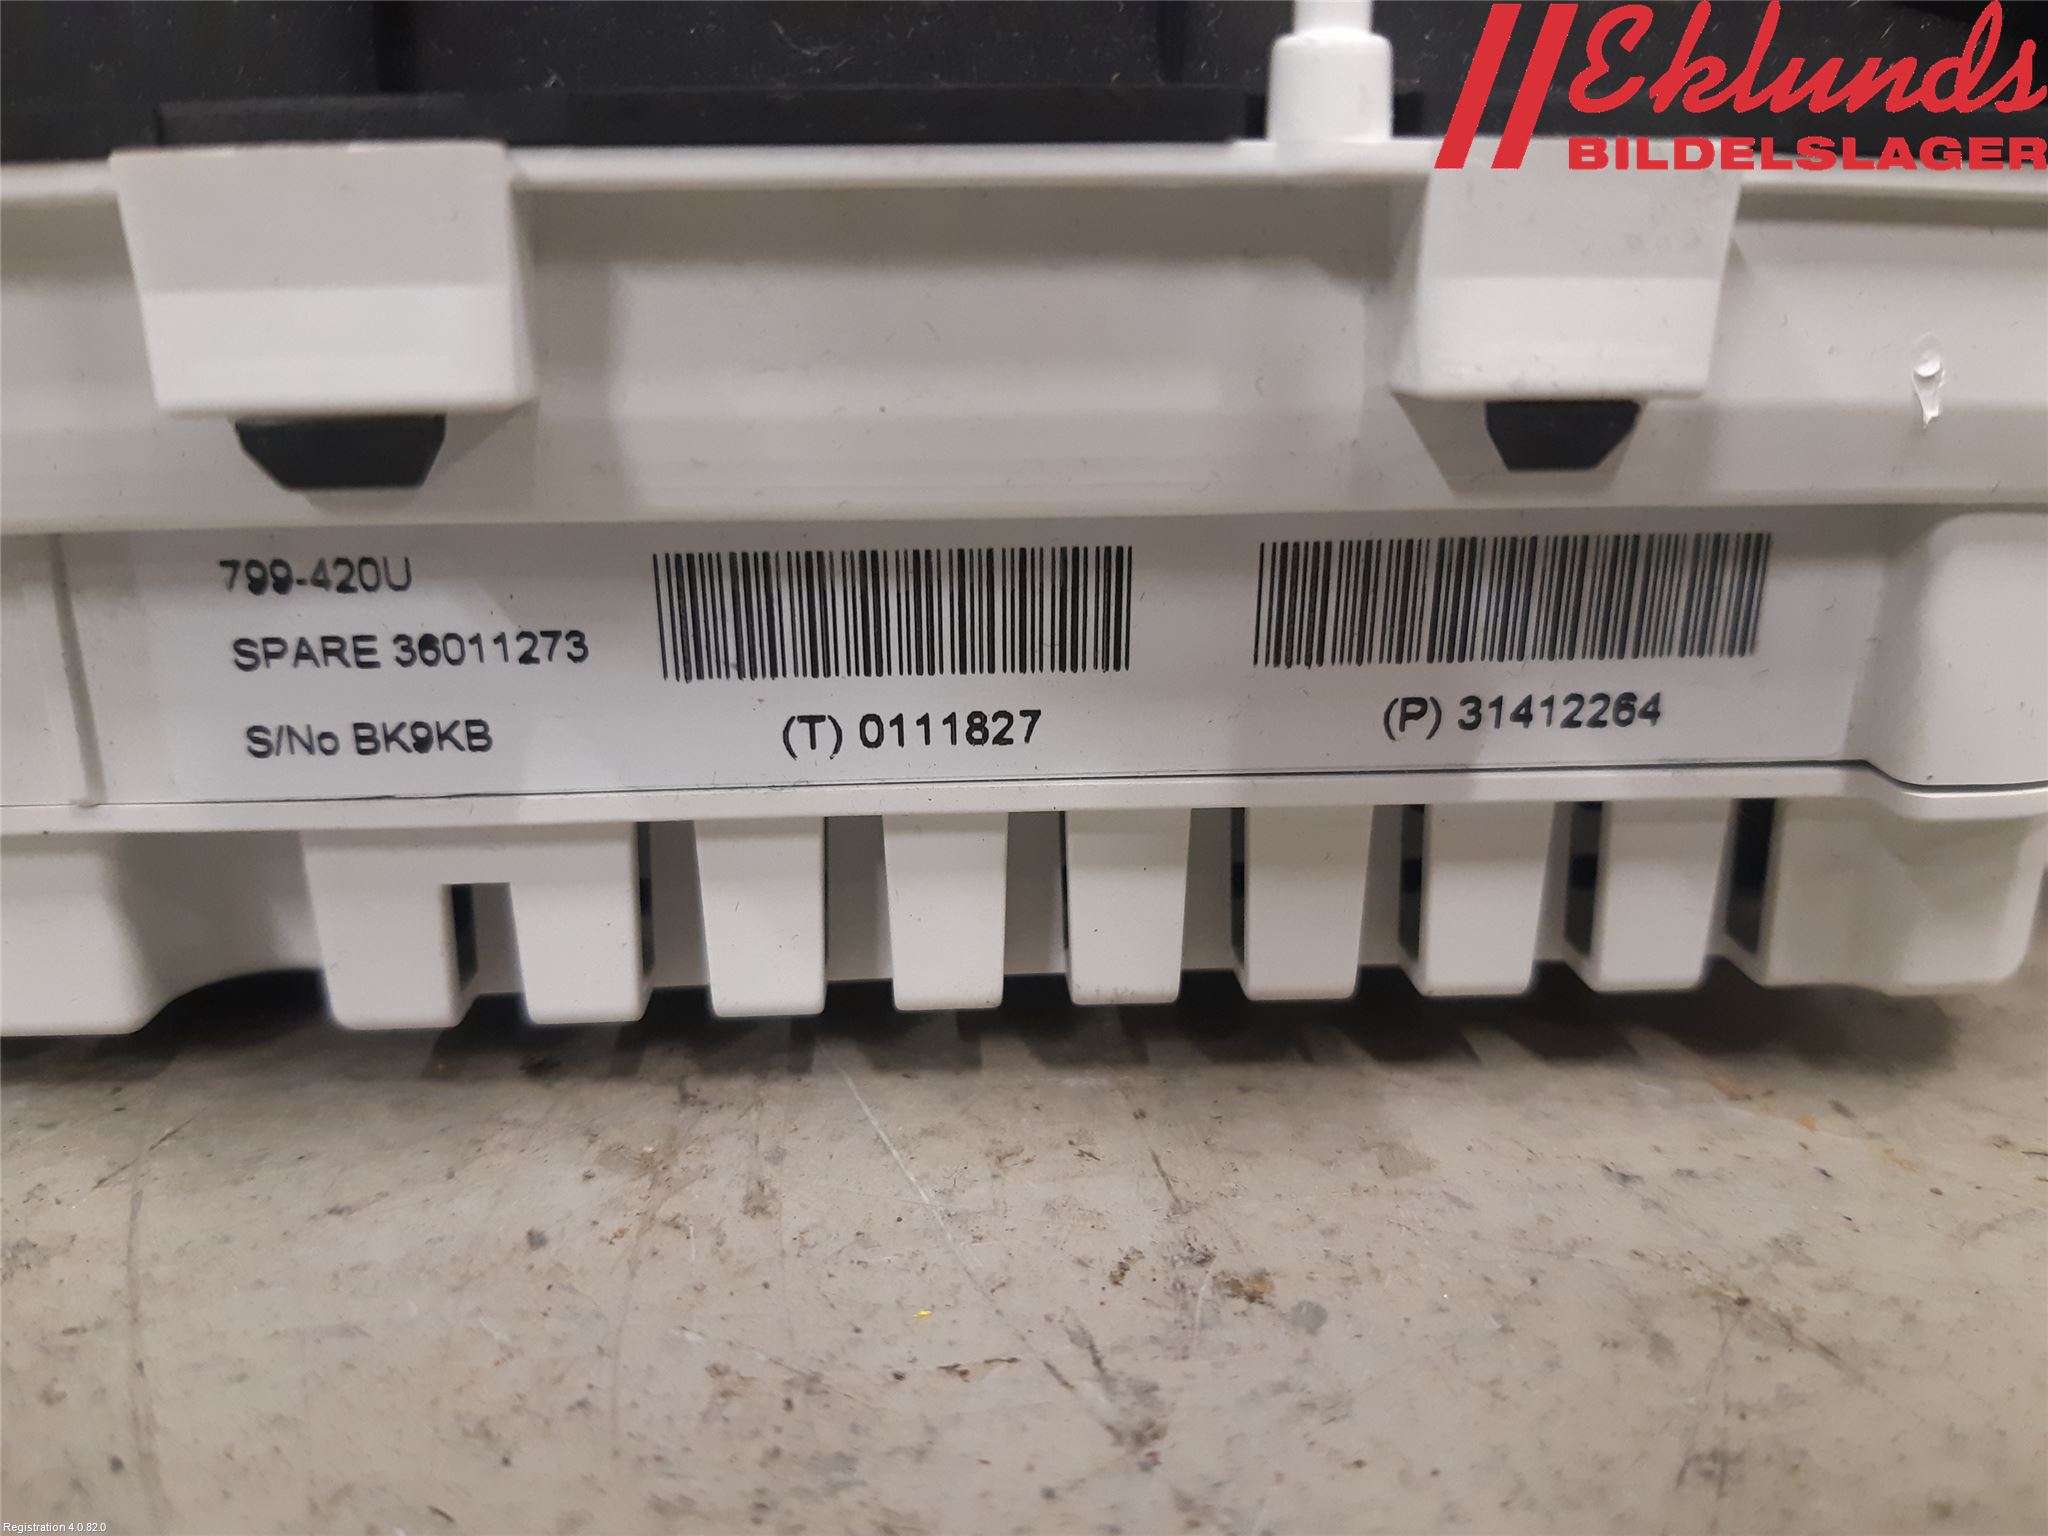 Eklunds
BILDELSLAGER
799-420U
SPARE 36011273
S/No BK9KB
(T) 0111827
(P) 31412264
Registration 4.0.82.0